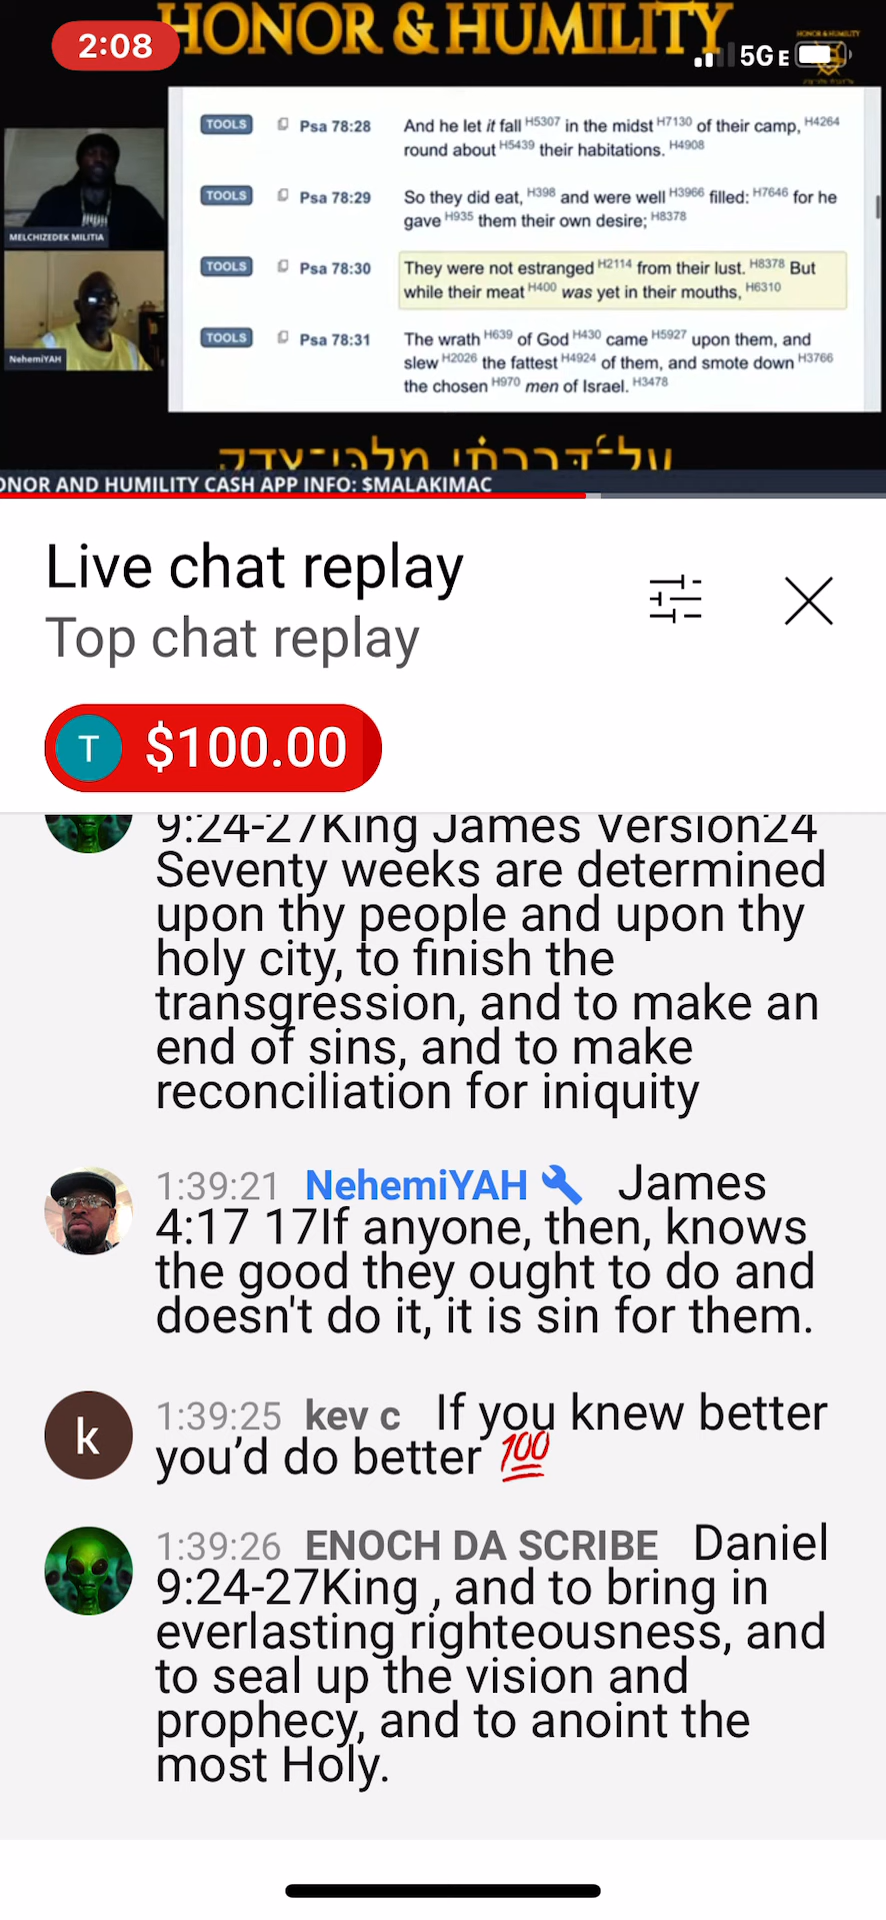 HONOR & HUMILITY
2:08
5GE
HONOR & HUMILITY
TOOLS Psa 78:28 And he let it fall H5307 in the midst H7130 of their camp, H4264
round about H5439 their habitations. H4908
TOOLS Psa 78:29 So they did eat, H398 and were well H3966 filled: H7646 for he
gave H935 them their own desire; H8378
TOOLS Psa 78:30 They were not estranged H2114 from their lust. H8378 But
while their meat H400 was yet in their mouths, H6310
TOOLS Psa 78:31 The wrath H639 of God H430 came H5927 upon them, and
slew H2026 the fattest H4924 of them, and smote down H3766
the chosen H970 men of Israel. H3478
MELCHIZEDEK MILITIA
NehemiYAH
על־דברתי מלכי־צדק
ONOR AND HUMILITY CASH APP INFO: $MALAKIMAC
Live chat replay
Top chat replay
T $100.00
9:24-27King James Version24
Seventy weeks are determined
upon thy people and upon thy
holy city, to finish the
transgression, and to make an
end of sins, and to make
reconciliation for iniquity
1:39:21 NehemiYAH James
4:17 17If anyone, then, knows
the good they ought to do and
doesn't do it, it is sin for them.
k
1:39:25 kev c If you knew better
you’d do better 💯
1:39:26 ENOCH DA SCRIBE Daniel
9:24-27King , and to bring in
everlasting righteousness, and
to seal up the vision and
prophecy, and to anoint the
most Holy.